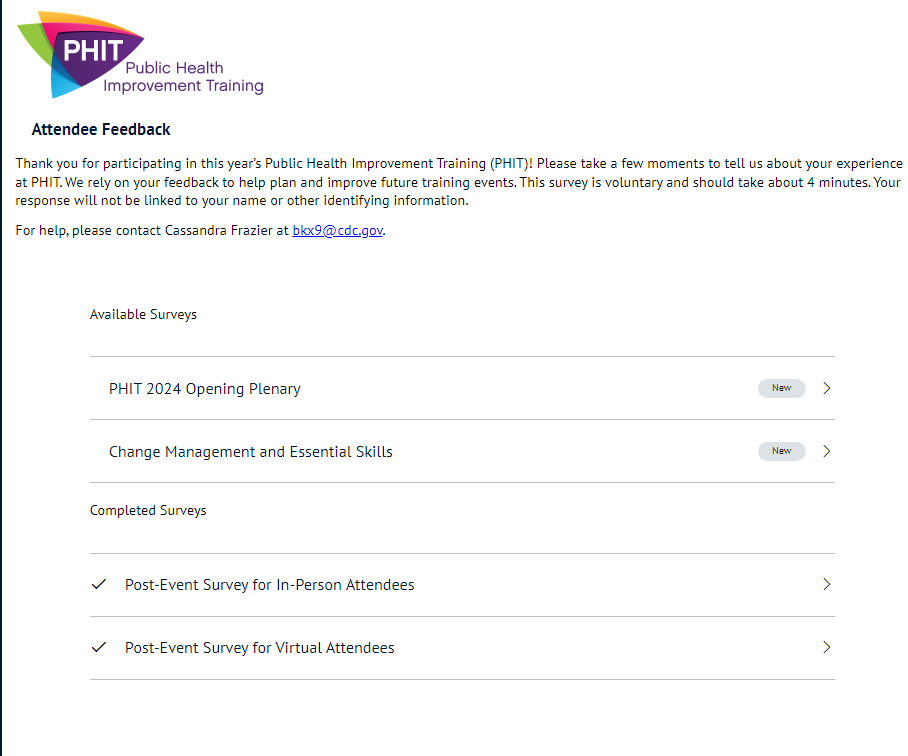 PHIT
Public Health
Improvement Training
Attendee Feedback
Thank you for participating in this year's Public Health Improvement Training (PHIT)! Please take a few moments to tell us about your experience
at PHIT. We rely on your feedback to help plan and improve future training events. This survey is voluntary and should take about 4 minutes. Your
response will not be linked to your name or other identifying information.
For help, please contact Cassandra Frazier at bkx9@cdc.gov.
Available Surveys
PHIT 2024 Opening Plenary New
Change Management and Essential Skills New
Completed Surveys
Post-Event Survey for In-Person Attendees
Post-Event Survey for Virtual Attendees